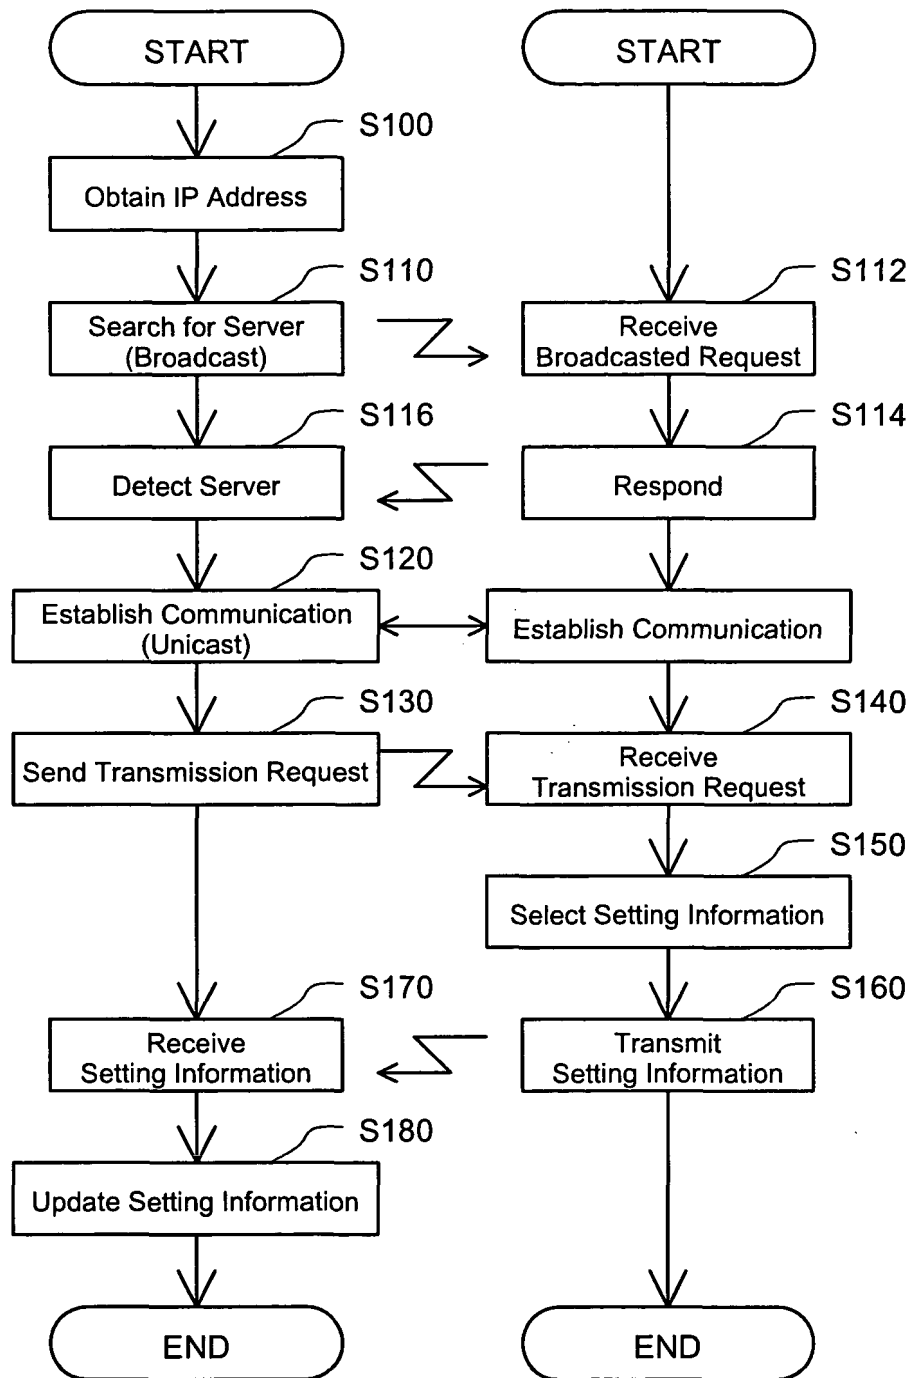 START
START
S100
Obtain IP Address
S110
S112
Search for Server
(Broadcast)
Receive
Broadcasted Request
S116
S114
Detect Server
Respond
S120
Establish Communication
(Unicast)
Establish Communication
S130
S140
Send Transmission Request
Receive
Transmission Request
S150
Select Setting Information
S170
S160
Receive
Setting Information
Transmit
Setting Information
S180
Update Setting Information
END
END